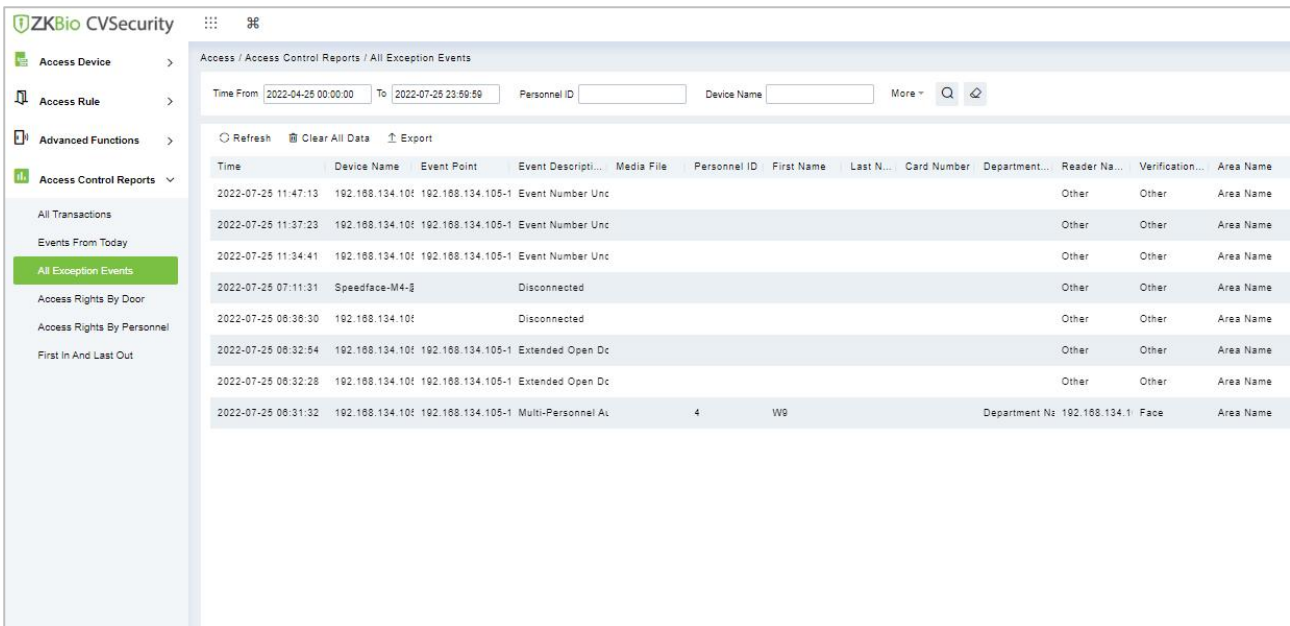 ZKBio CVSecurity
Access Device
Access Rule
Advanced Functions
Access Control Reports
All Transactions
Events From Today
All Exception Events
Access Rights By Door
Access Rights By Personnel
First In And Last Out
Access / Access Control Reports / All Exception Events
Time From 2022-04-25 00:00:00 To 2022-07-25 23:59:59 Personnel ID Device Name More
Refresh Clear All Data Export
Time Device Name Event Point Event Descripti... Media File Personnel ID First Name Last N... Card Number Department... Reader Na... Verification... Area Name
2022-07-25 11:47:13 192.168.134.105 192.168.134.105-1 Event Number Unc Other Other Area Name
2022-07-25 11:37:23 192.168.134.105 192.168.134.105-1 Event Number Unc Other Other Area Name
2022-07-25 11:34:41 192.168.134.105 192.168.134.105-1 Event Number Unc Other Other Area Name
2022-07-25 07:11:31 Speedface-M4- Disconnected Other Other Area Name
2022-07-25 06:36:30 192.168.134.105 Disconnected Other Other Area Name
2022-07-25 06:32:54 192.168.134.105 192.168.134.105-1 Extended Open Dc Other Other Area Name
2022-07-25 06:32:28 192.168.134.105 192.168.134.105-1 Extended Open Dc Other Other Area Name
2022-07-25 06:31:32 192.168.134.105 192.168.134.105-1 Multi-Personnel Au 4 W9 Department Na 192.168.134.1 Face Area Name